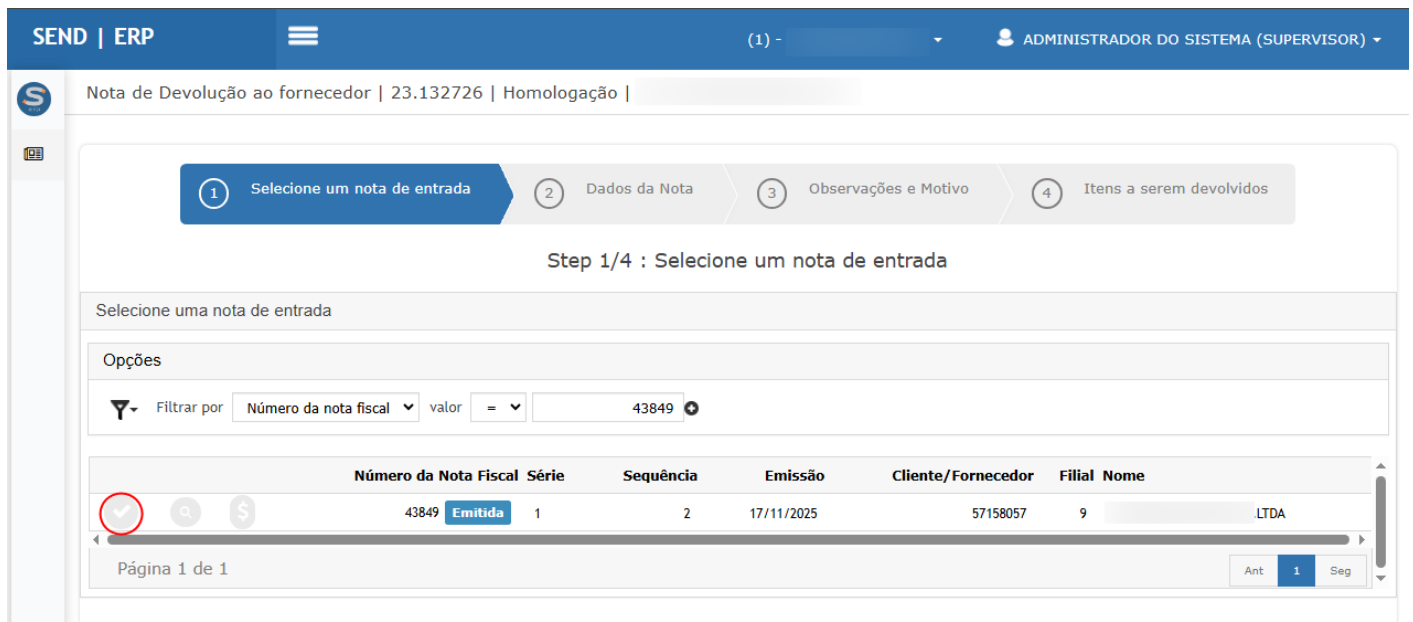 SEND | ERP (1) - ADMINISTRADOR DO SISTEMA (SUPERVISOR)
S
Nota de Devolução ao fornecedor | 23.132726 | Homologação |
1 Selecione um nota de entrada 2 Dados da Nota 3 Observações e Motivo 4 Itens a serem devolvidos
Step 1/4 : Selecione um nota de entrada
Selecione uma nota de entrada
Opções
Filtrar por Número da nota fiscal valor = 43849
Número da Nota Fiscal Série Sequência Emissão Cliente/Fornecedor Filial Nome
$ 43849 Emitida 1 2 17/11/2025 57158057 9 .LTDA
Página 1 de 1 Ant 1 Seg